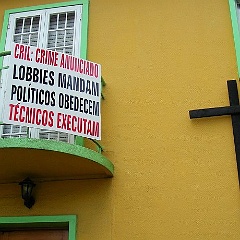 CRIL: CRIME ANUNCIADO
LOBBIES MANDAM
POLÍTICOS OBEDECEM
TÉCNICOS EXECUTAM